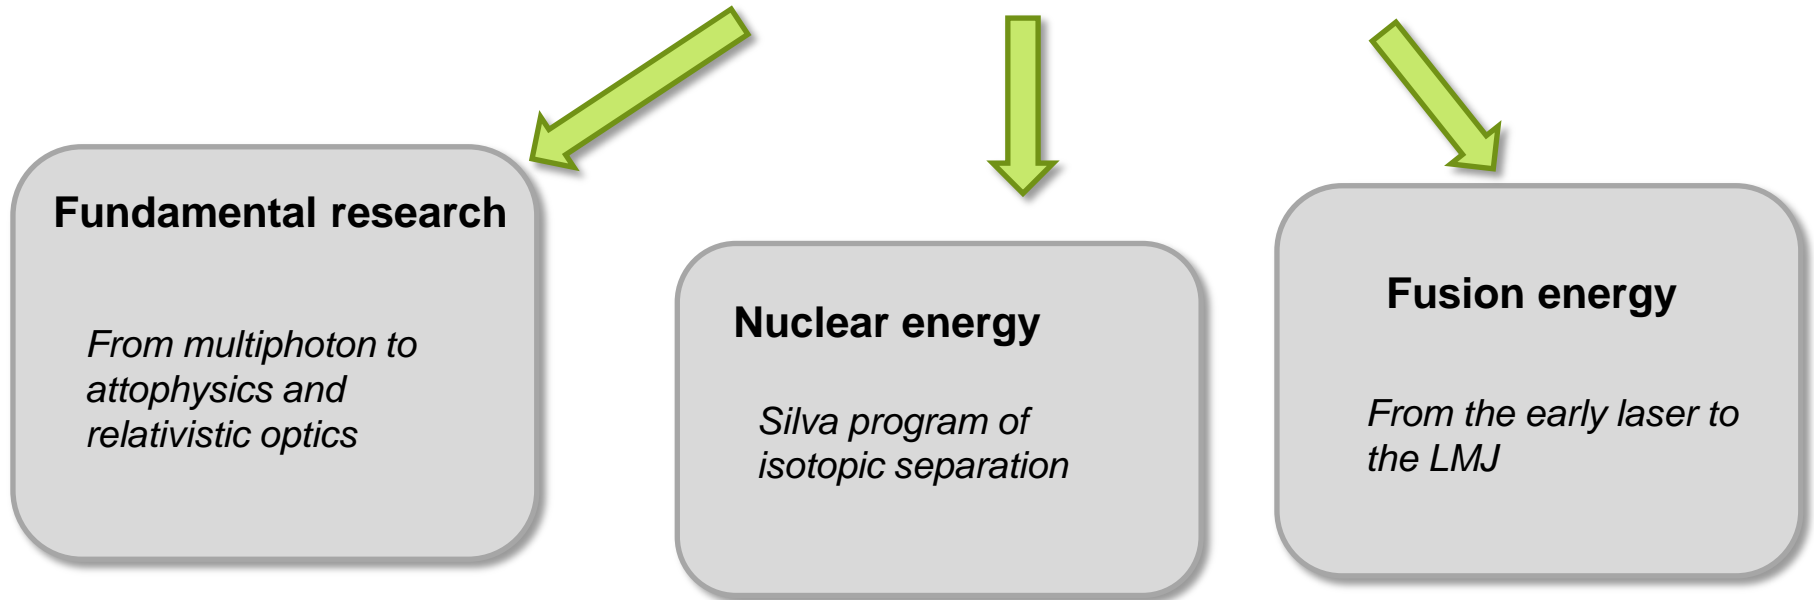 Fundamental research
From multiphoton to
attophysics and
relativistic optics
Nuclear energy
Silva program of
isotopic separation
Fusion energy
From the early laser to
the LMJ